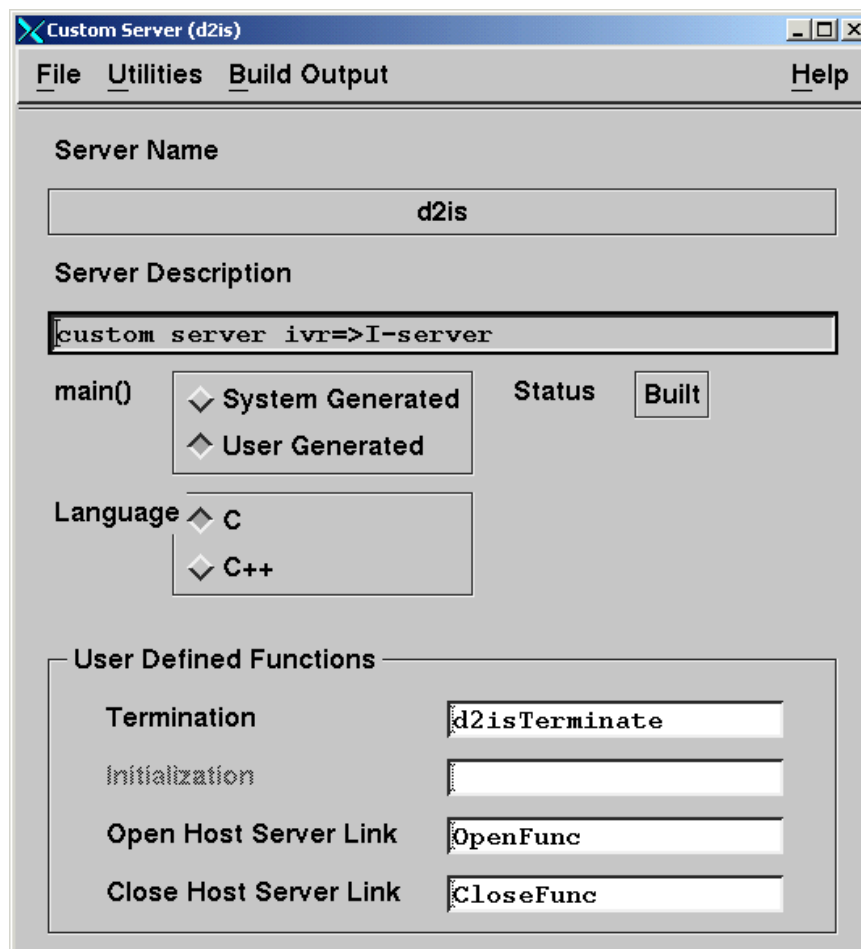 Custom Server (d2is)
File Utilities Build Output Help
Server Name
d2is
Server Description
custom server ivr=>I-server
main() System Generated Status Built
User Generated
Language C
C++
User Defined Functions
Termination d2isTerminate
Initialization
Open Host Server Link OpenFunc
Close Host Server Link CloseFunc